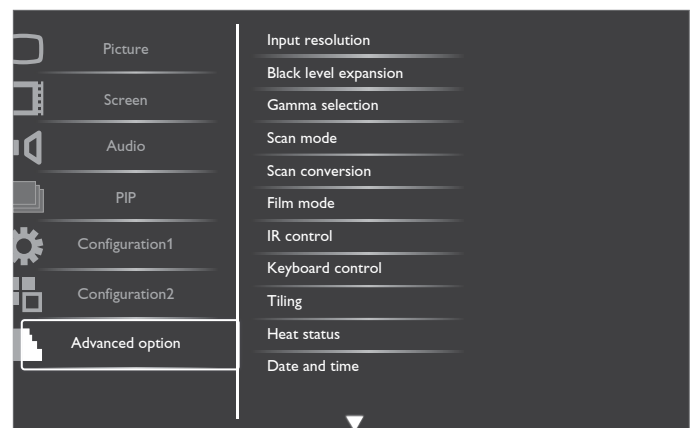 Picture
Screen
Audio
PIP
Configuration1
Configuration2
Advanced option
Input resolution
Black level expansion
Gamma selection
Scan mode
Scan conversion
Film mode
IR control
Keyboard control
Tiling
Heat status
Date and time